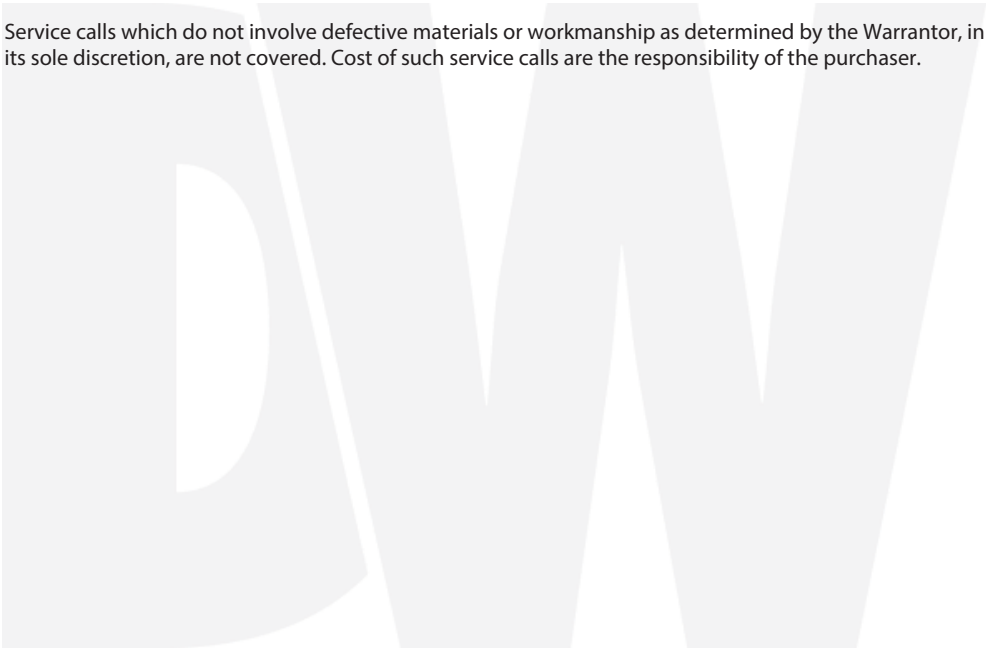 Service calls which do not involve defective materials or workmanship as determined by the Warrantor, in
its sole discretion, are not covered. Cost of such service calls are the responsibility of the purchaser.
DW